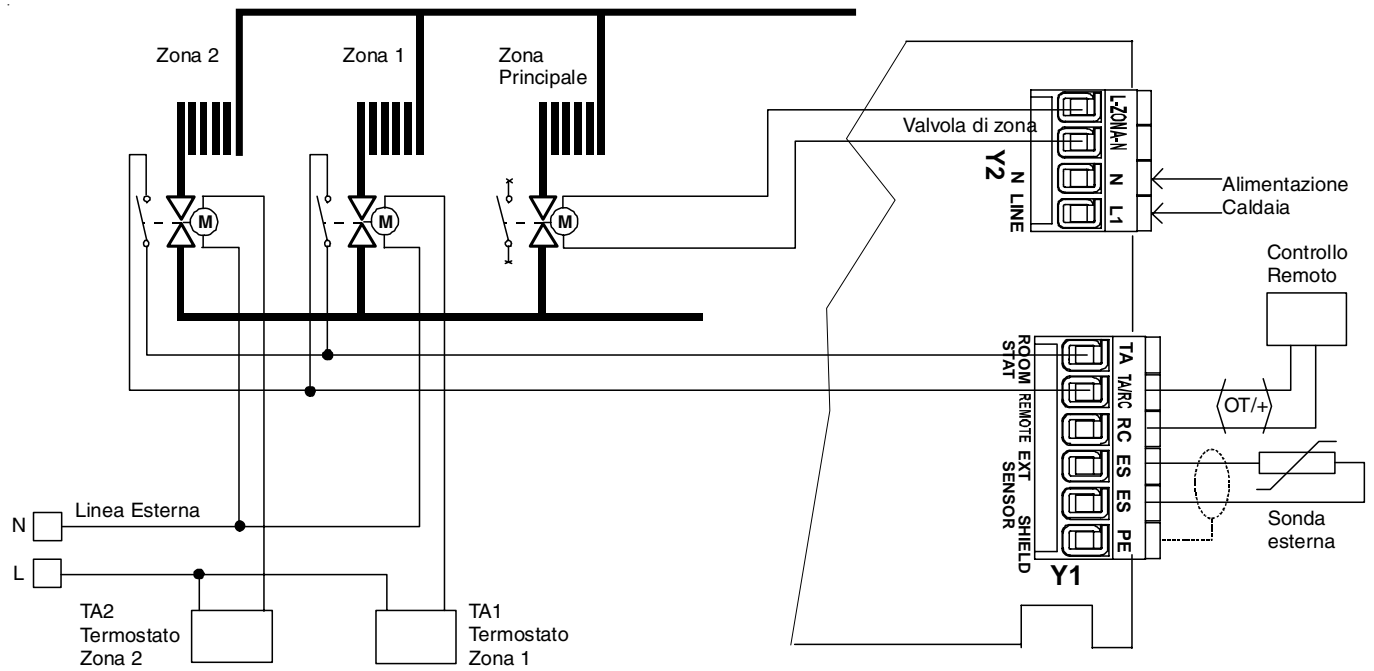 Zona 2
Zona 1
Zona
Principale
Valvola di zona
L-ZONA-N
N
L1
Y2
N LINE
Alimentazione
Caldaia
M
M
M
Controllo
Remoto
ROOM
STAT
REMOTE
EXT
SENSOR
SHIELD
TA
TA/RC
RC
ES
ES
PE
Y1
OT/+
Sonda
esterna
N
Linea Esterna
L
TA2
Termostato
Zona 2
TA1
Termostato
Zona 1